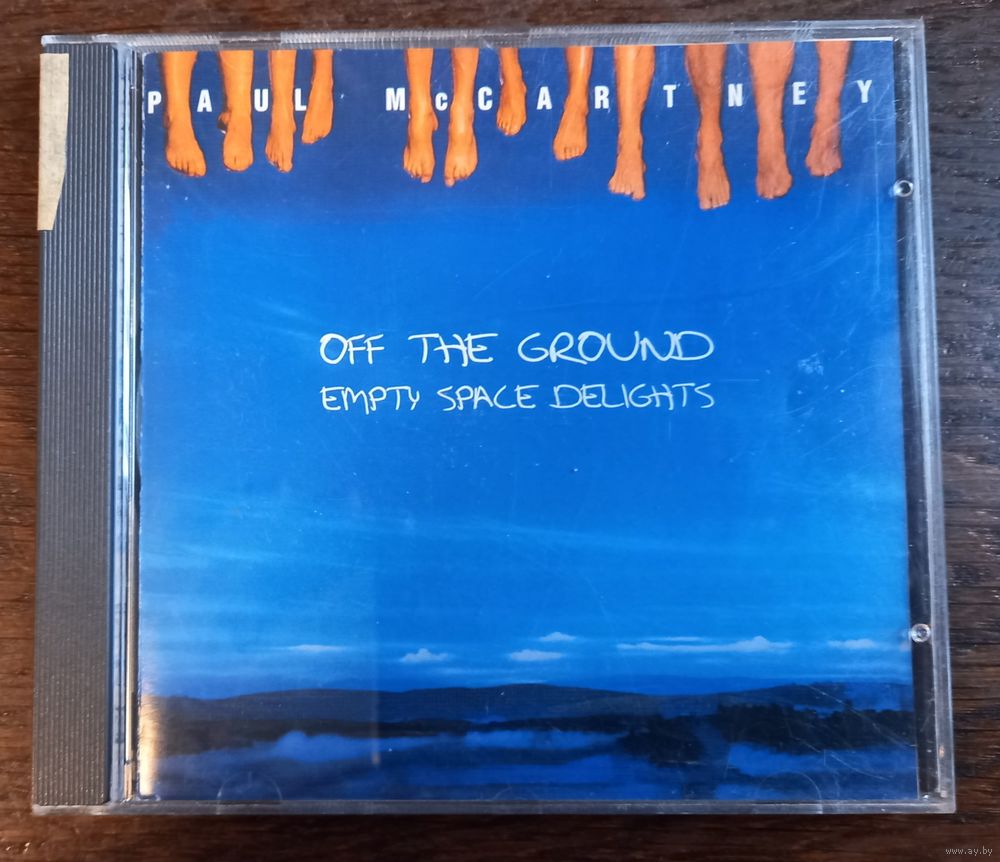 PAUL McCARTNEY
OFF THE GROUND
EMPTY SPACE DELIGHTS
www.ay.by